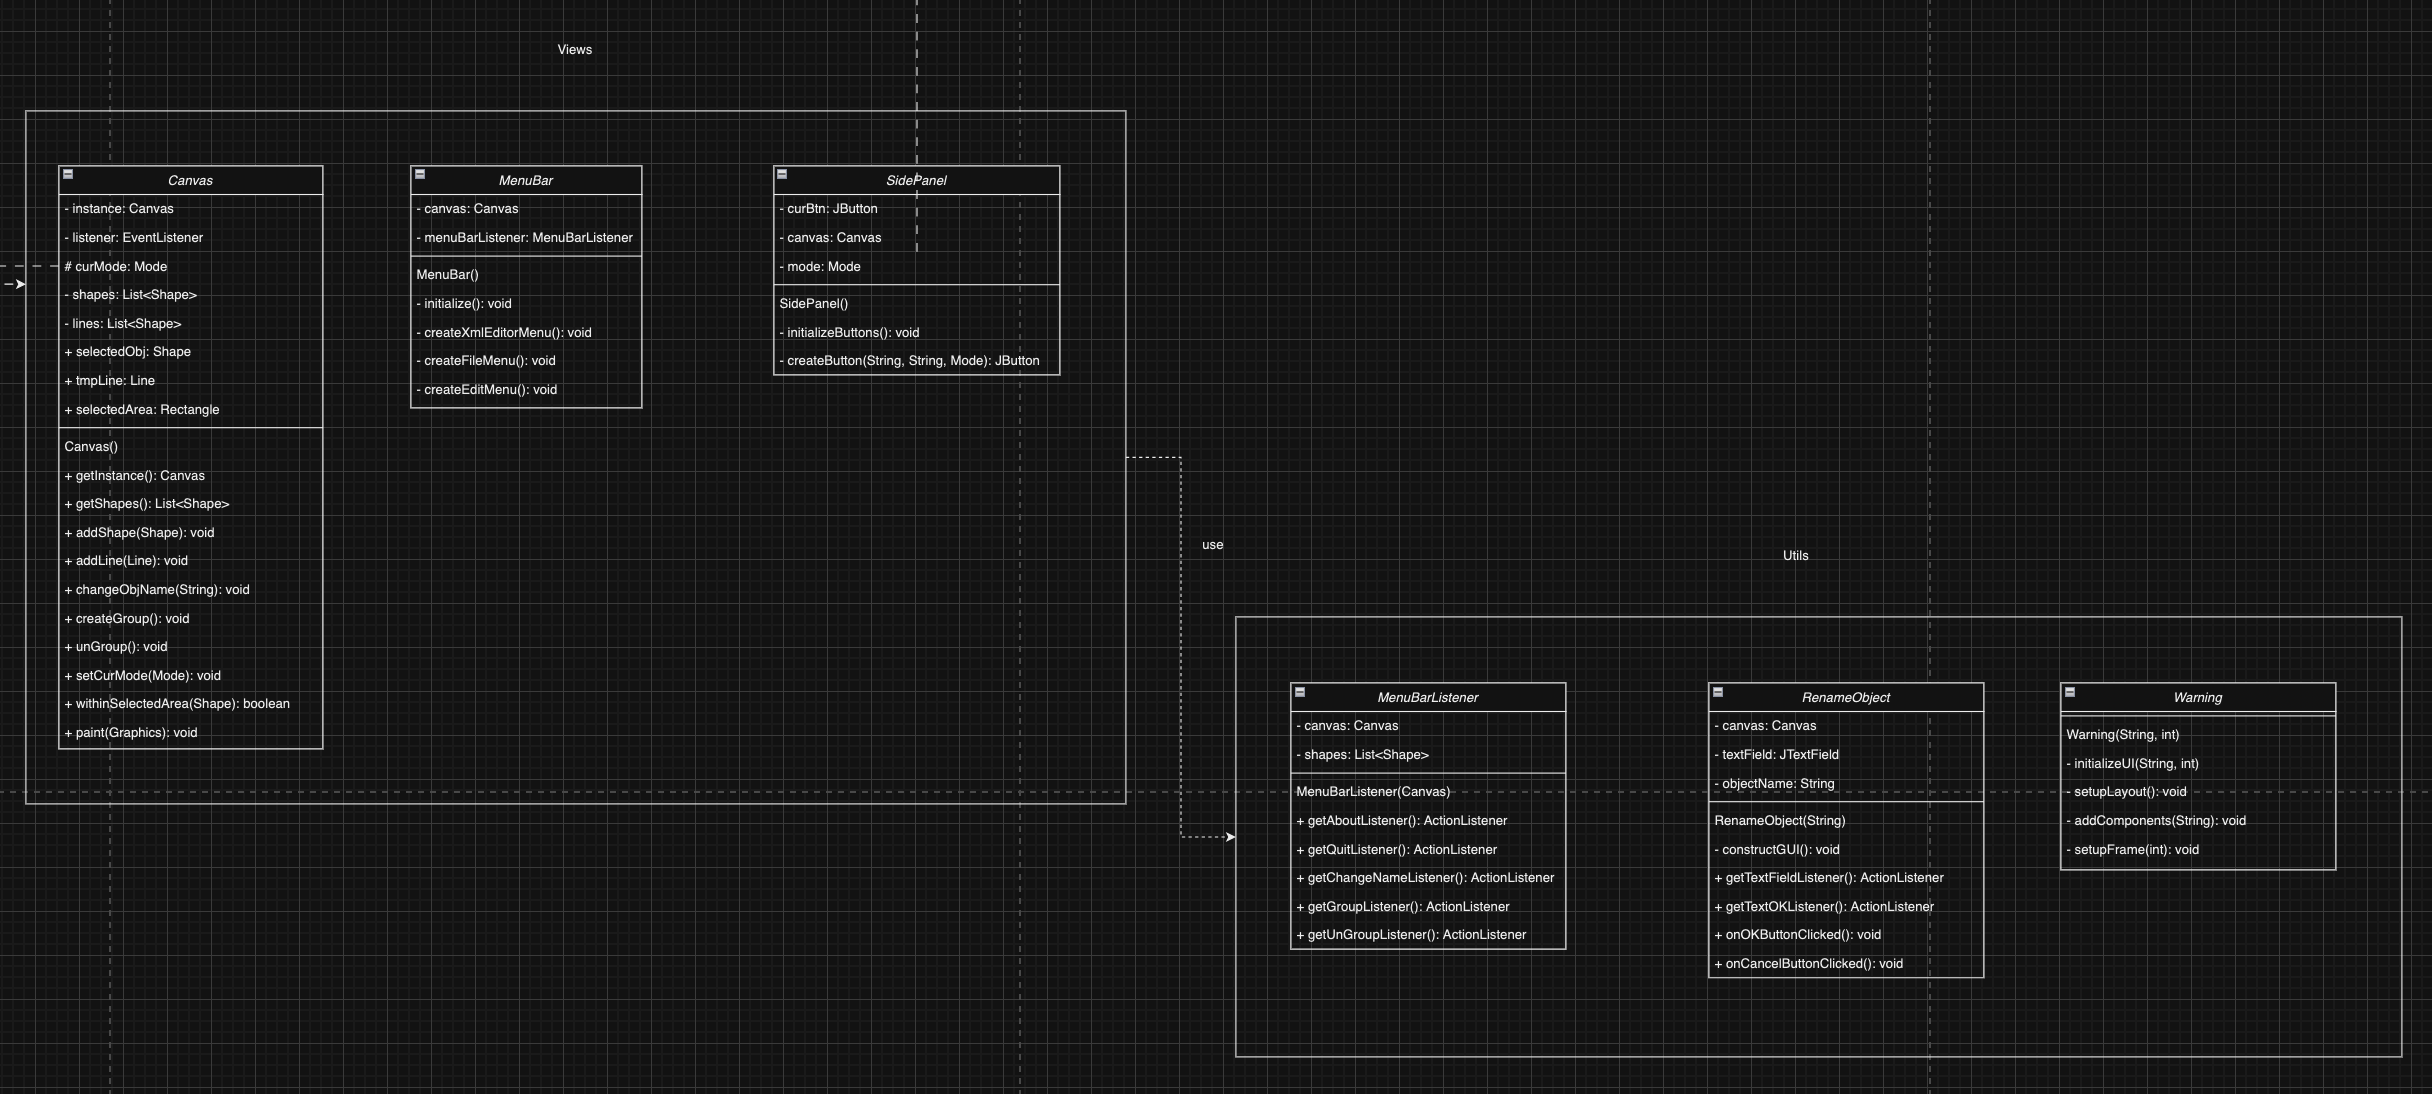 Views
Canvas
- instance: Canvas
- listener: EventListener
# curMode: Mode
- shapes: List<Shape>
- lines: List<Shape>
+ selectedObj: Shape
+ tmpLine: Line
+ selectedArea: Rectangle
Canvas()
+ getInstance(): Canvas
+ getShapes(): List<Shape>
+ addShape(Shape): void
+ addLine(Line): void
+ changeObjName(String): void
+ createGroup(): void
+ unGroup(): void
+ setCurMode(Mode): void
+ withinSelectedArea(Shape): boolean
+ paint(Graphics): void
MenuBar
- canvas: Canvas
- menuBarListener: MenuBarListener
MenuBar()
- initialize(): void
- createXmlEditorMenu(): void
- createFileMenu(): void
- createEditMenu(): void
SidePanel
- curBtn: JButton
- canvas: Canvas
- mode: Mode
SidePanel()
- initializeButtons(): void
- createButton(String, String, Mode): JButton
use
Utils
MenuBarListener
- canvas: Canvas
- shapes: List<Shape>
MenuBarListener(Canvas)
+ getAboutListener(): ActionListener
+ getQuitListener(): ActionListener
+ getChangeNameListener(): ActionListener
+ getGroupListener(): ActionListener
+ getUnGroupListener(): ActionListener
RenameObject
- canvas: Canvas
- textField: JTextField
- objectName: String
RenameObject(String)
- constructGUI(): void
+ getTextFieldListener(): ActionListener
+ getTextOKListener(): ActionListener
+ onOKButtonClicked(): void
+ onCancelButtonClicked(): void
Warning
Warning(String, int)
- initializeUI(String, int)
- setupLayout(): void
- addComponents(String): void
- setupFrame(int): void